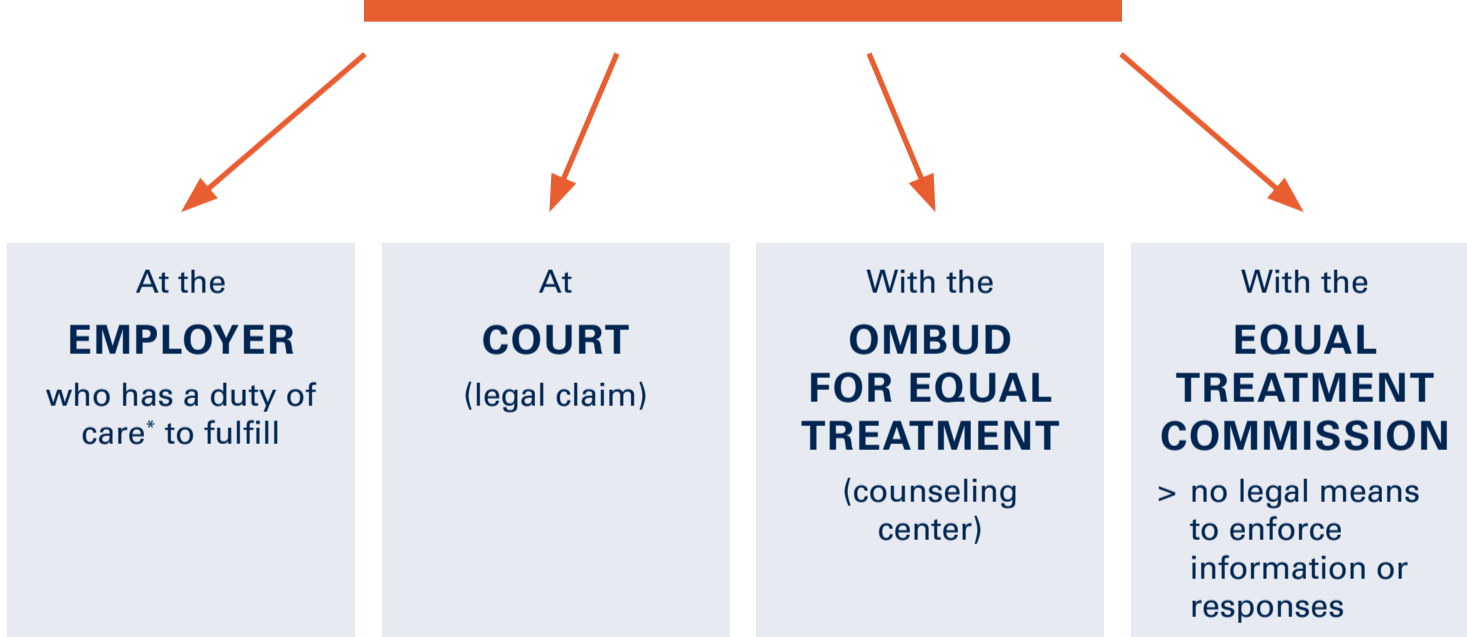 At the
EMPLOYER
who has a duty of
care* to fulfill
At
COURT
(legal claim)
With the
OMBUD
FOR EQUAL
TREATMENT
(counseling
center)
With the
EQUAL
TREATMENT
COMMISSION
> no legal means
to enforce
information or
responses